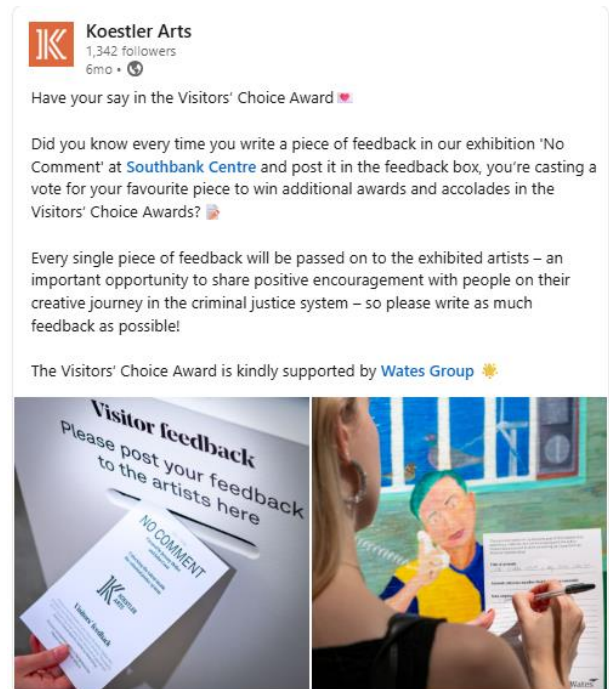 Koestler Arts
1,342 followers
6mo •
Have your say in the Visitors' Choice Award 💌
Did you know every time you write a piece of feedback in our exhibition 'No
Comment' at Southbank Centre and post it in the feedback box, you're casting a
vote for your favourite piece to win additional awards and accolades in the
Visitors' Choice Awards? 📝
Every single piece of feedback will be passed on to the exhibited artists – an
important opportunity to share positive encouragement with people on their
creative journey in the criminal justice system – so please write as much
feedback as possible!
The Visitors' Choice Award is kindly supported by Wates Group 🌟
Visitor feedback
Please post your feedback
to the artists here
NO COMMENT
KOESTLER
ARTS
Visitors' feedback
Wates